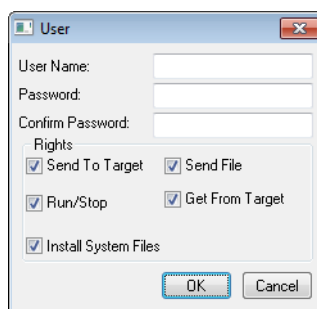 User
User Name:
Password:
Confirm Password:
Rights
Send To Target
Send File
Run/Stop
Get From Target
Install System Files
OK
Cancel